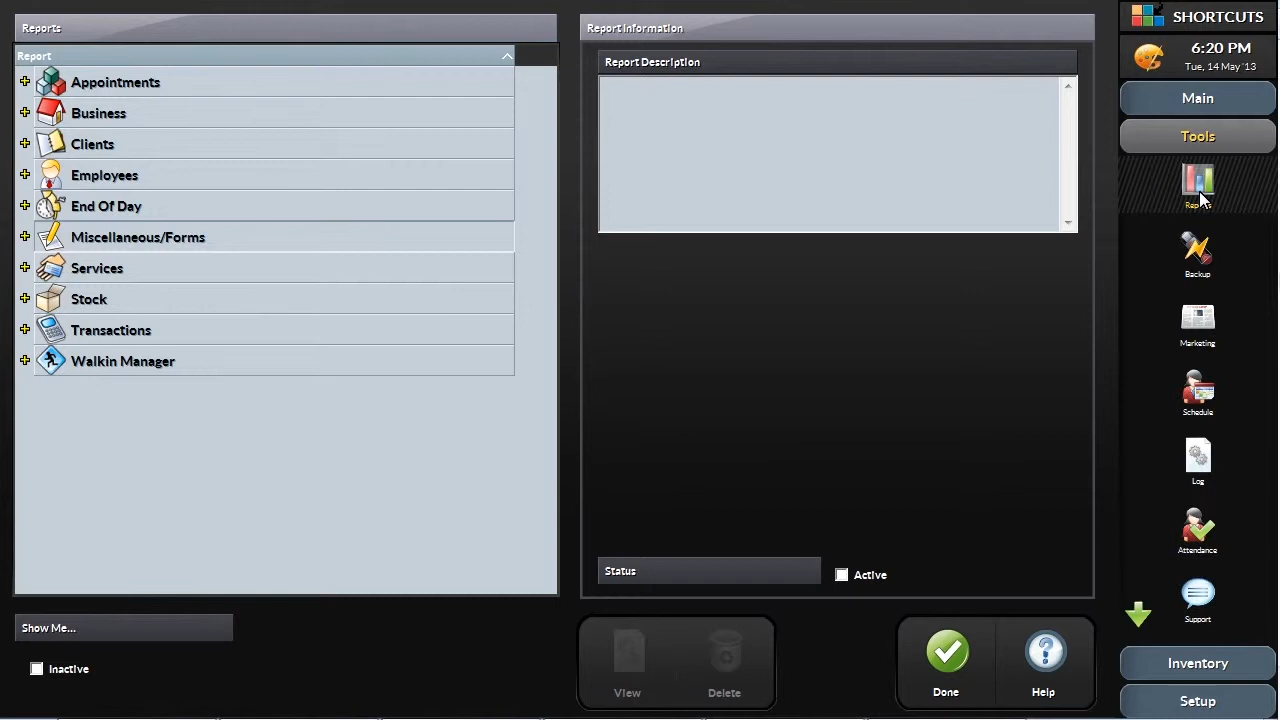 Reports
Report
Appointments
Business
Clients
Employees
End Of Day
Miscellaneous/Forms
Services
Stock
Transactions
Walkin Manager
Show Me...
Inactive
Report Information
Report Description
Status
Active
View
Delete
Done
Help
SHORTCUTS
6:20 PM
Tue, 14 May '13
Main
Tools
Reports
Backup
Marketing
Schedule
Log
Attendance
Support
Inventory
Setup